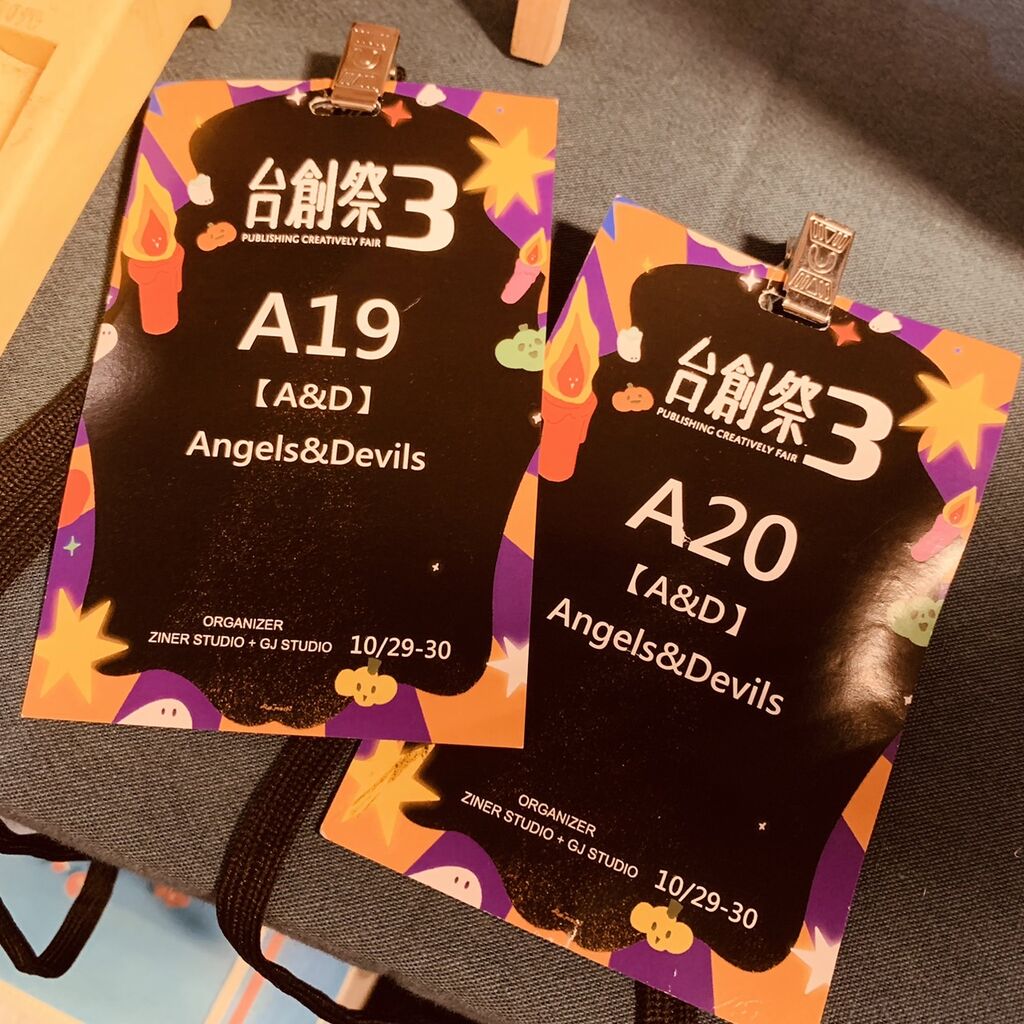 台創祭3
PUBLISHING CREATIVELY FAIR
A19
【A&D】
Angels&Devils
ORGANIZER
ZINER STUDIO + GJ STUDIO 10/29-30
台創祭3
PUBLISHING CREATIVELY FAIR
A20
【A&D】
Angels&Devils
ORGANIZER
ZINER STUDIO + GJ STUDIO 10/29-30